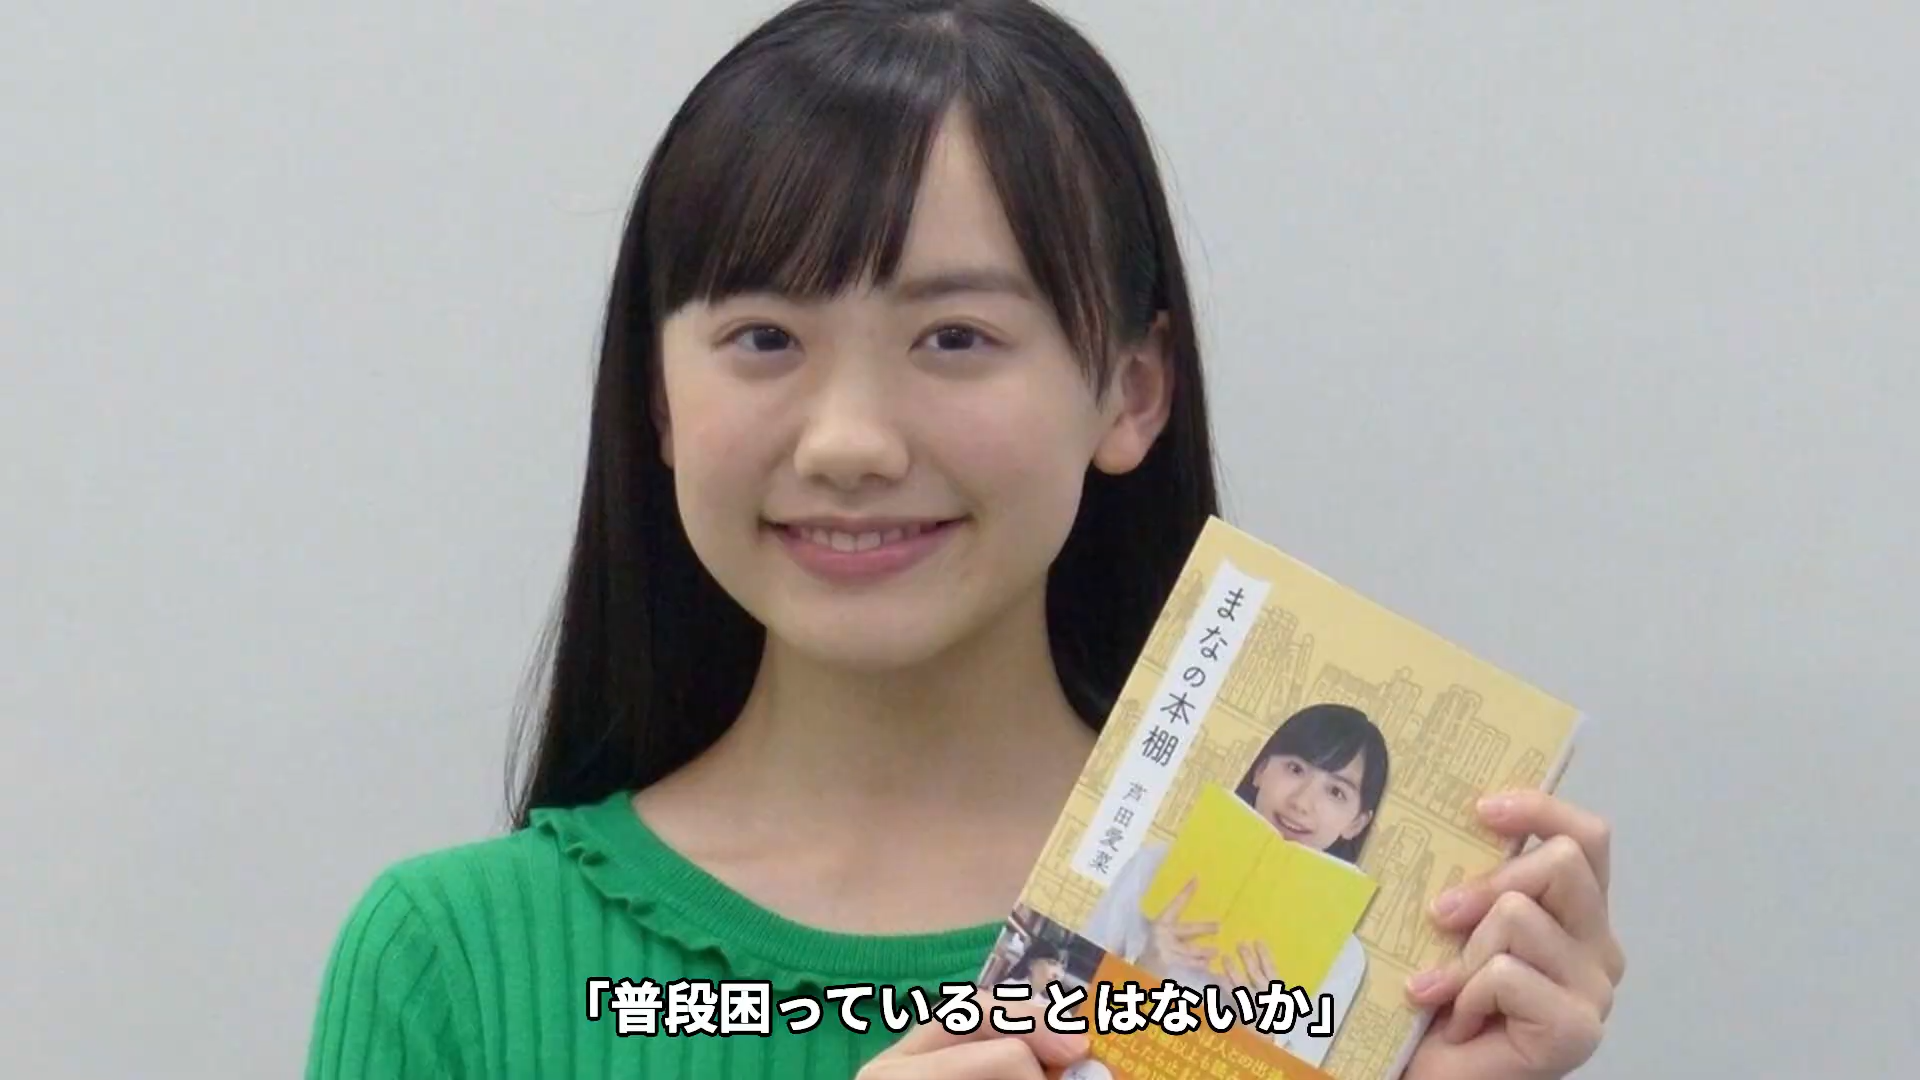 まなの本棚
芦田愛菜
「普段困っていることはないか」